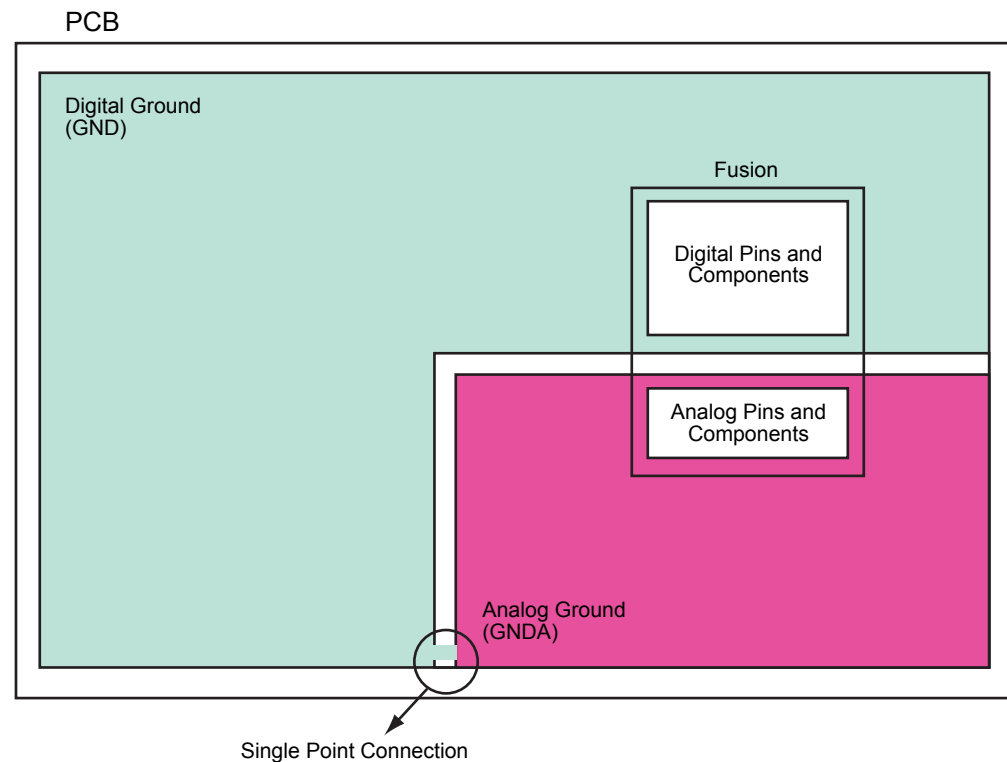 PCB
Digital Ground
(GND)
Fusion
Digital Pins and
Components
Analog Pins and
Components
Analog Ground
(GNDA)
Single Point Connection